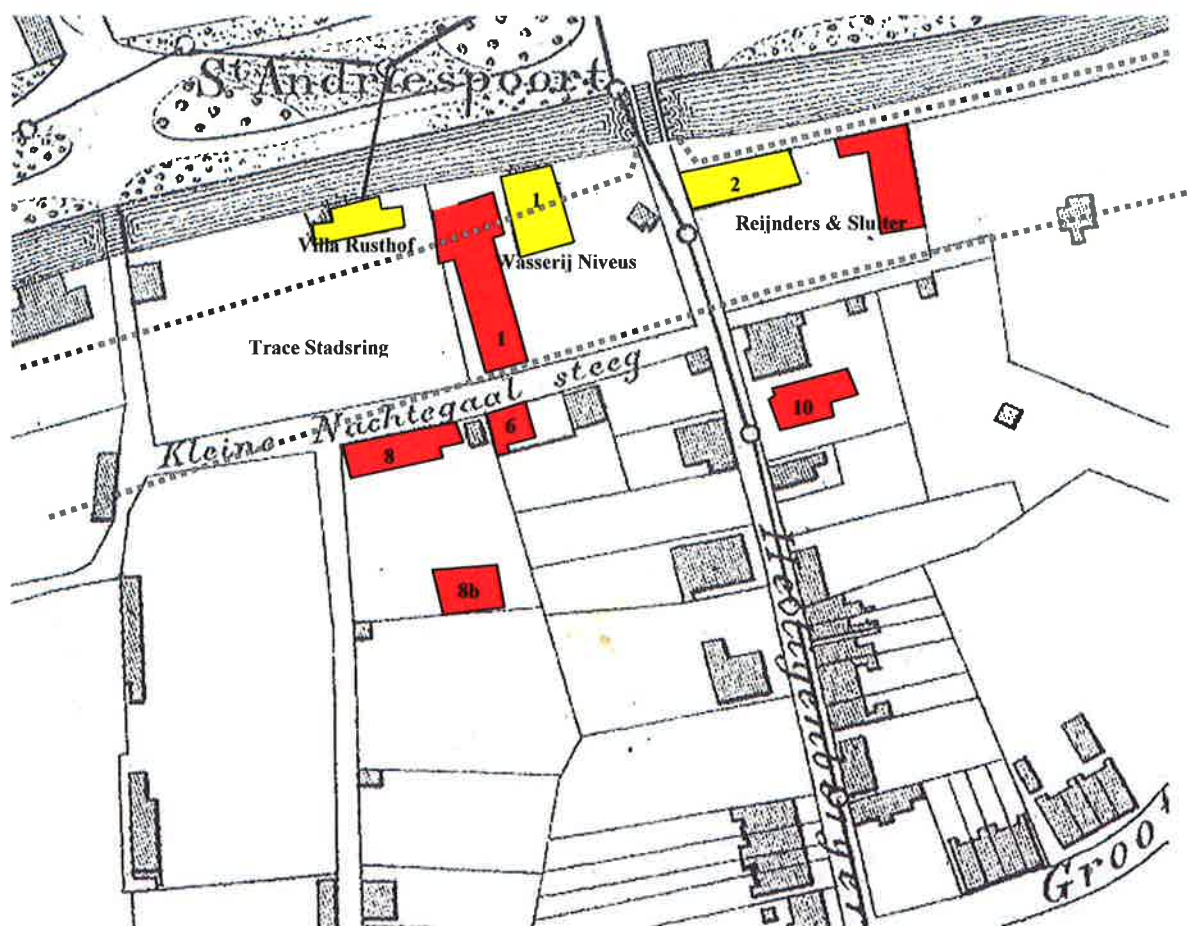 St. Andriespoort
1
2
Villa Rusthof
Wasserij Niveus
Reijnders & Sluiter
Trace Stadsring
1
Kleine Nachtegaal steeg
6
8
10
8b
Heiligenberger
Groot